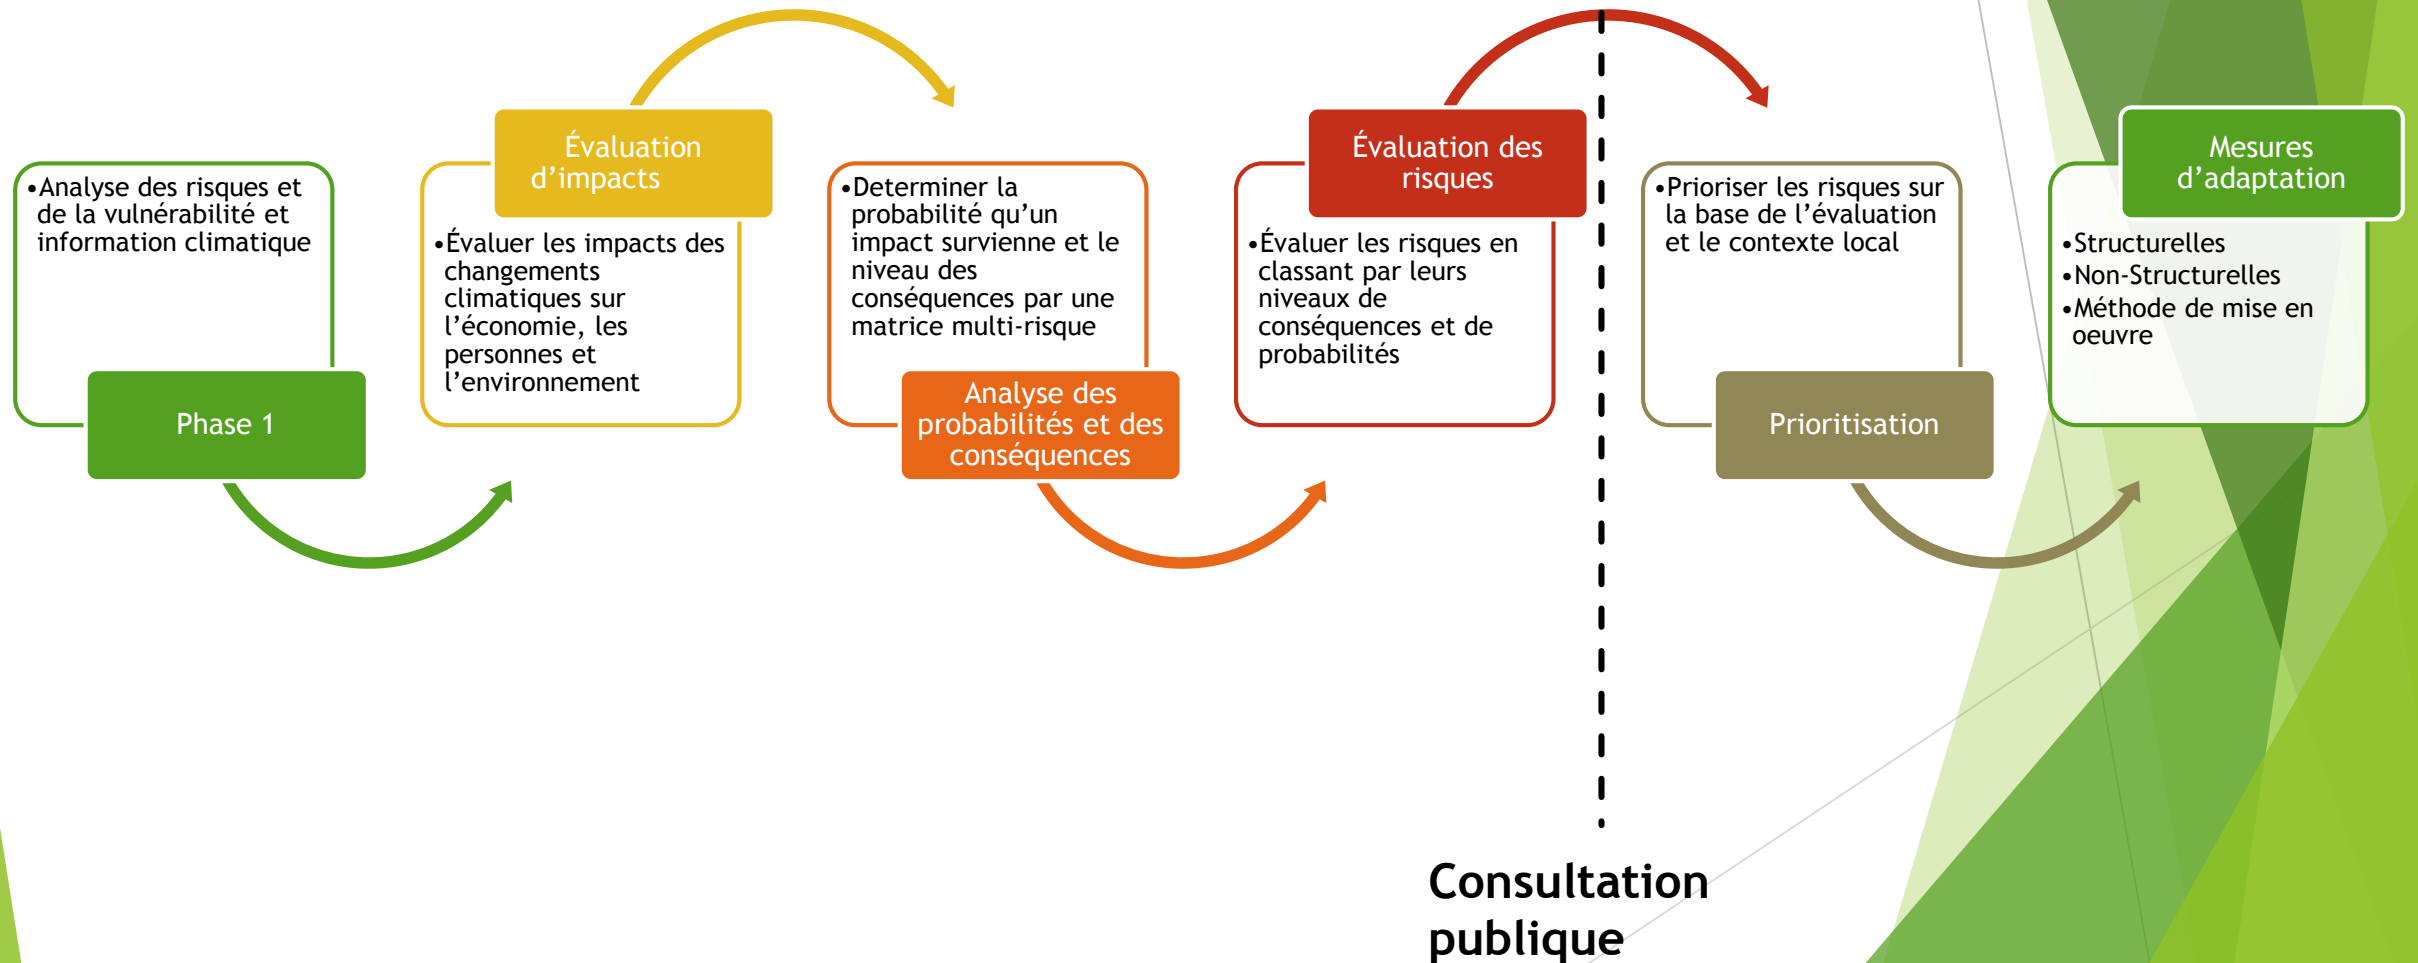 •Analyse des risques et
de la vulnérabilité et
information climatique
Phase 1
Évaluation
d’impacts
•Évaluer les impacts des
changements
climatiques sur
l’économie, les
personnes et
l’environnement
•Determiner la
probabilité qu’un
impact survienne et le
niveau des
conséquences par une
matrice multi-risque
Analyse des
probabilités et des
conséquences
Évaluation des
risques
•Évaluer les risques en
classant par leurs
niveaux de
conséquences et de
probabilités
•Prioriser les risques sur
la base de l’évaluation
et le contexte local
Prioritisation
Mesures
d’adaptation
•Structurelles
•Non-Structurelles
•Méthode de mise en
oeuvre
Consultation
publique